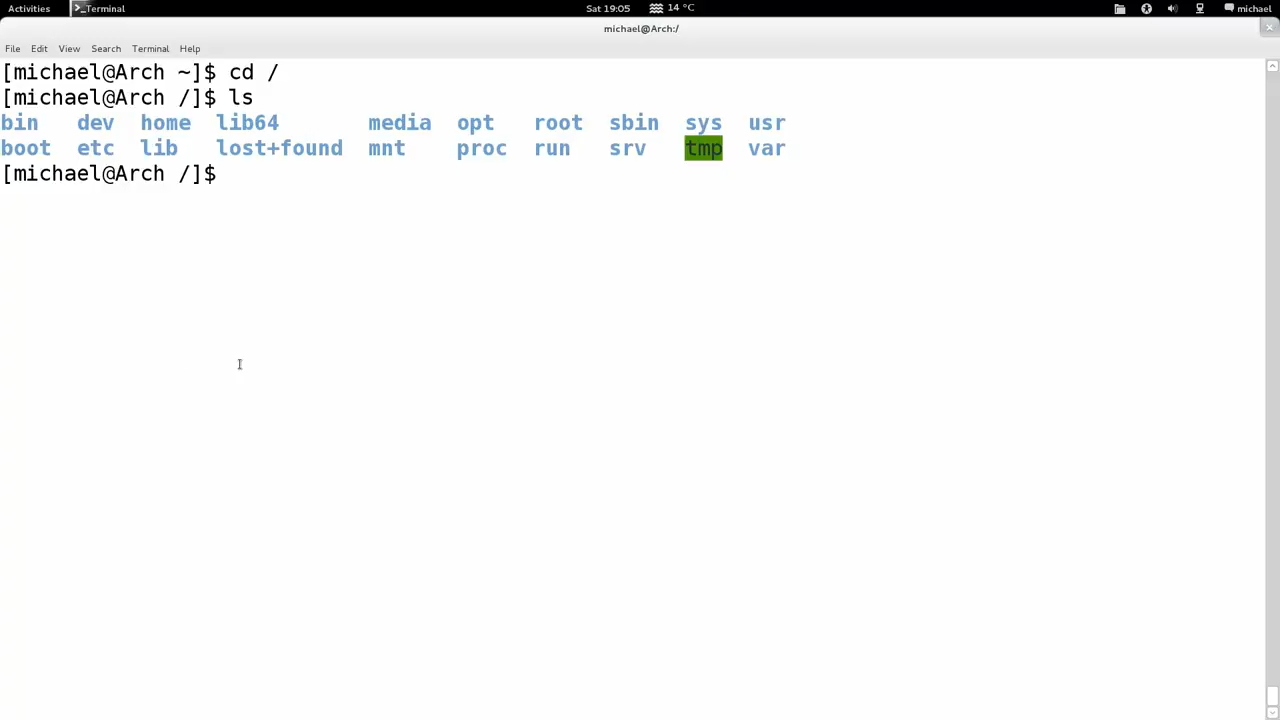 Activities Terminal Sat 19:05 14 °C michael
michael@Arch:/
File Edit View Search Terminal Help
[michael@Arch ~]$ cd /
[michael@Arch /]$ ls
bin dev home lib64 media opt root sbin sys usr
boot etc lib lost+found mnt proc run srv tmp var
[michael@Arch /]$